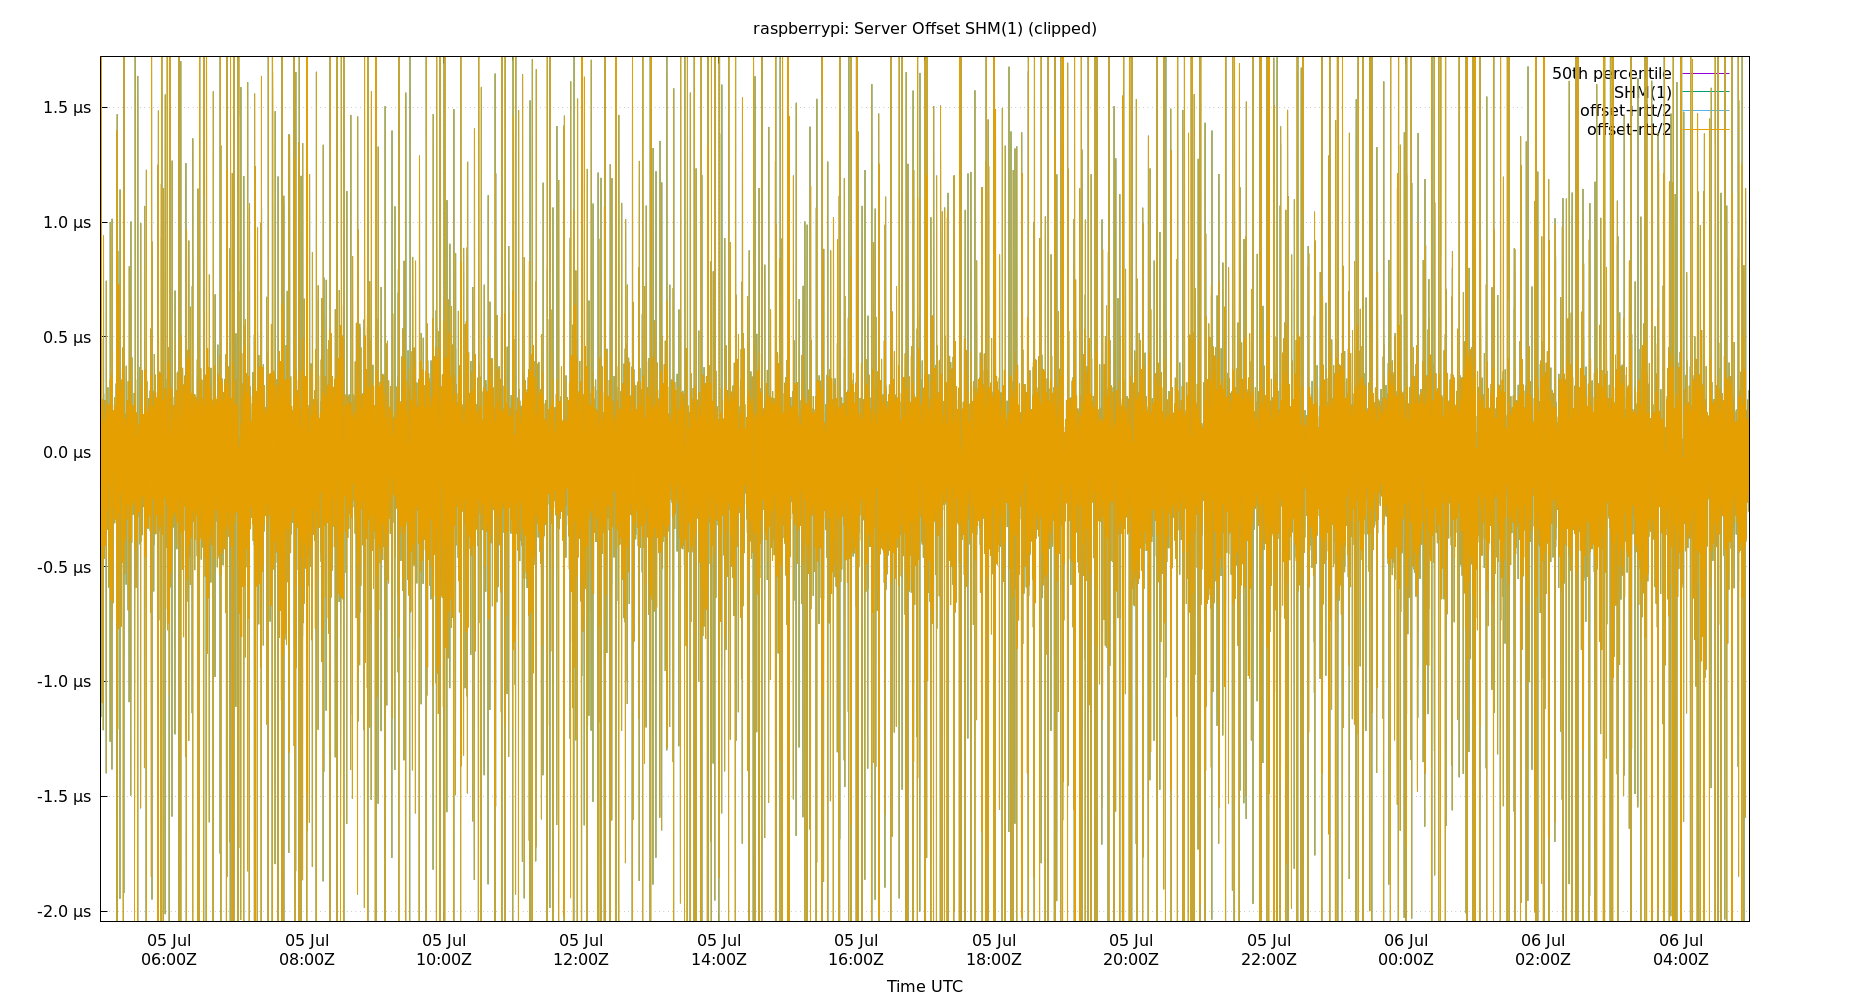 raspberrypi: Server Offset SHM(1) (clipped)
50th percentile
SHM(1)
offset+rtt/2
offset-rtt/2
1.5 µs
1.0 µs
0.5 µs
0.0 µs
-0.5 µs
-1.0 µs
-1.5 µs
-2.0 µs
05 Jul 05 Jul 05 Jul 05 Jul 05 Jul 05 Jul 05 Jul 05 Jul 05 Jul 06 Jul 06 Jul 06 Jul
06:00Z 08:00Z 10:00Z 12:00Z 14:00Z 16:00Z 18:00Z 20:00Z 22:00Z 00:00Z 02:00Z 04:00Z
Time UTC